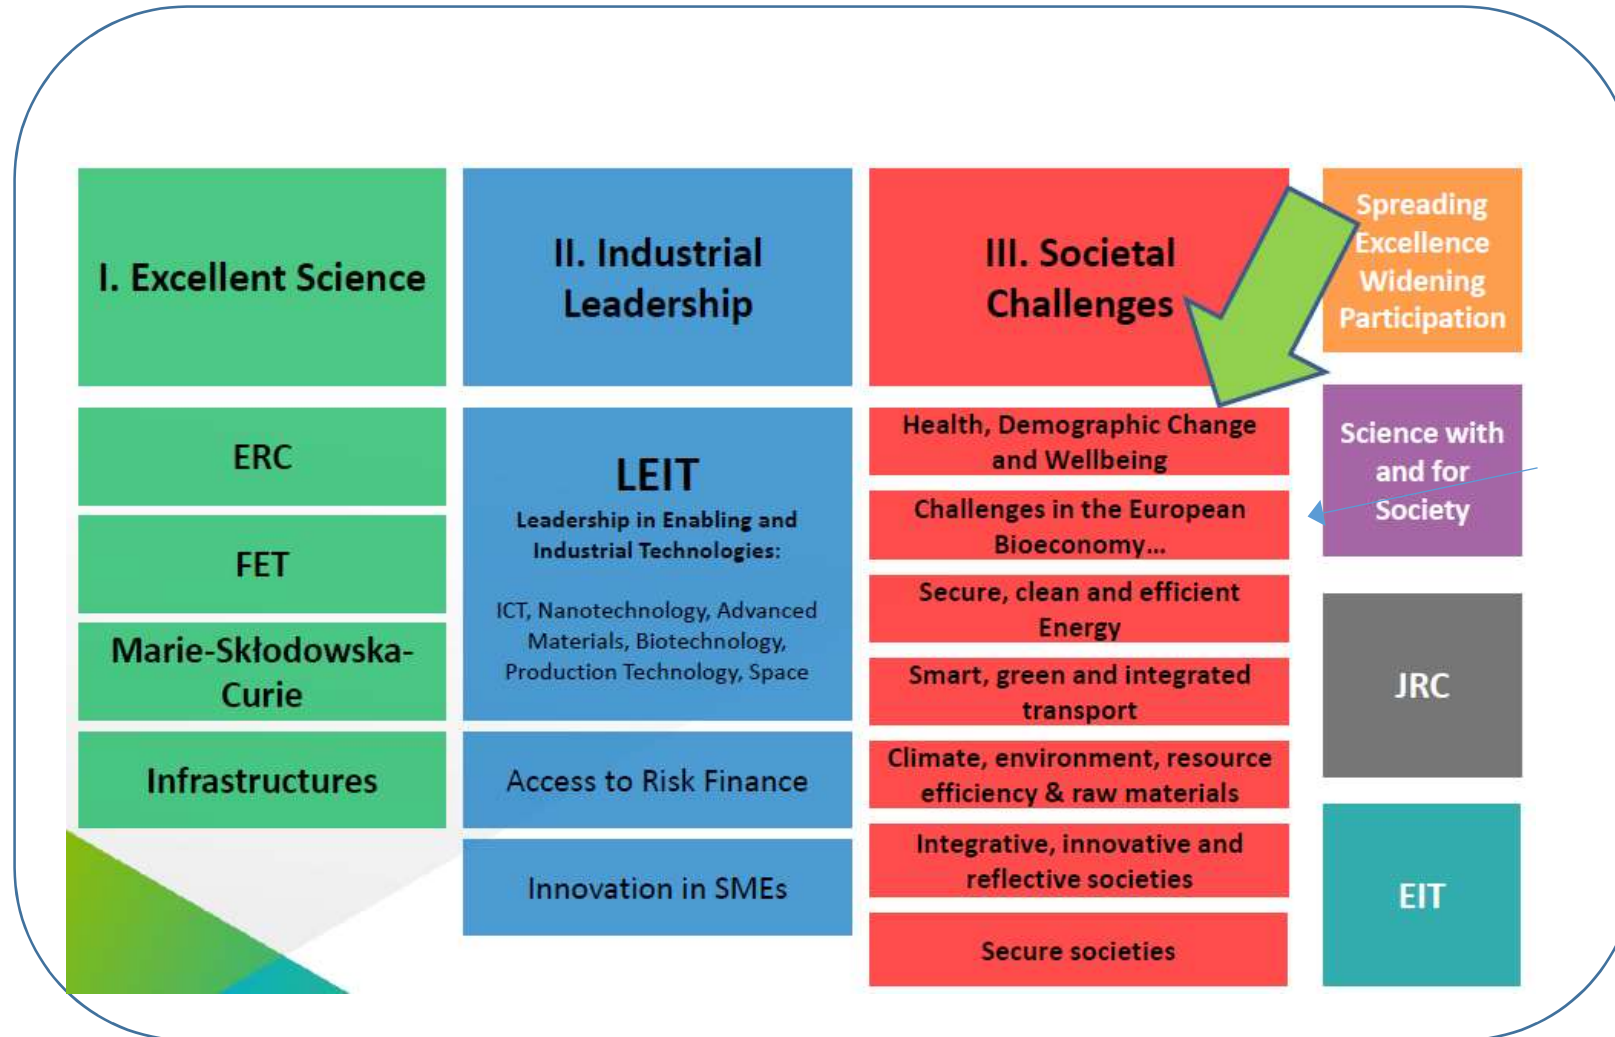 I. Excellent Science
ERC
FET
Marie-Skłodowska-
Curie
Infrastructures
II. Industrial
Leadership
LEIT
Leadership in Enabling and
Industrial Technologies:
ICT, Nanotechnology, Advanced
Materials, Biotechnology,
Production Technology, Space
Access to Risk Finance
Innovation in SMEs
III. Societal
Challenges
Health, Demographic Change
and Wellbeing
Challenges in the European
Bioeconomy...
Secure, clean and efficient
Energy
Smart, green and integrated
transport
Climate, environment, resource
efficiency & raw materials
Integrative, innovative and
reflective societies
Secure societies
Spreading
Excellence
Widening
Participation
Science with
and for
Society
JRC
EIT